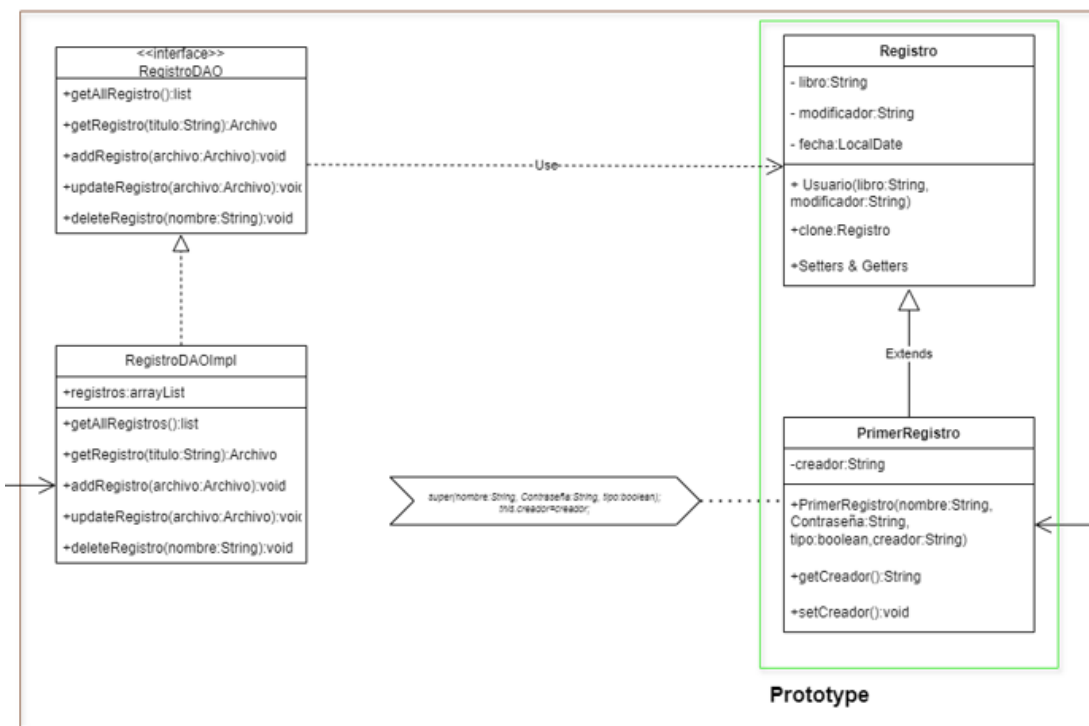 <<interface>>
RegistroDAO
+getAllRegistro():list
+getRegistro(titulo:String):Archivo
+addRegistro(archivo:Archivo):void
+updateRegistro(archivo:Archivo):void
+deleteRegistro(nombre:String):void
Use
Registro
- libro:String
- modificador:String
- fecha:LocalDate
+ Usuario(libro:String,
modificador:String)
+clone:Registro
+Setters & Getters
Extends
RegistroDAOImpl
+registros:arrayList
+getAllRegistros():list
+getRegistro(titulo:String):Archivo
+addRegistro(archivo:Archivo):void
+updateRegistro(archivo:Archivo):void
+deleteRegistro(nombre:String):void
super(nombre:String, Contraseña:String, tipo:boolean);
this.creador=creador;
PrimerRegistro
-creador:String
+PrimerRegistro(nombre:String,
Contraseña:String,
tipo:boolean,creador:String)
+getCreador():String
+setCreador():void
Prototype